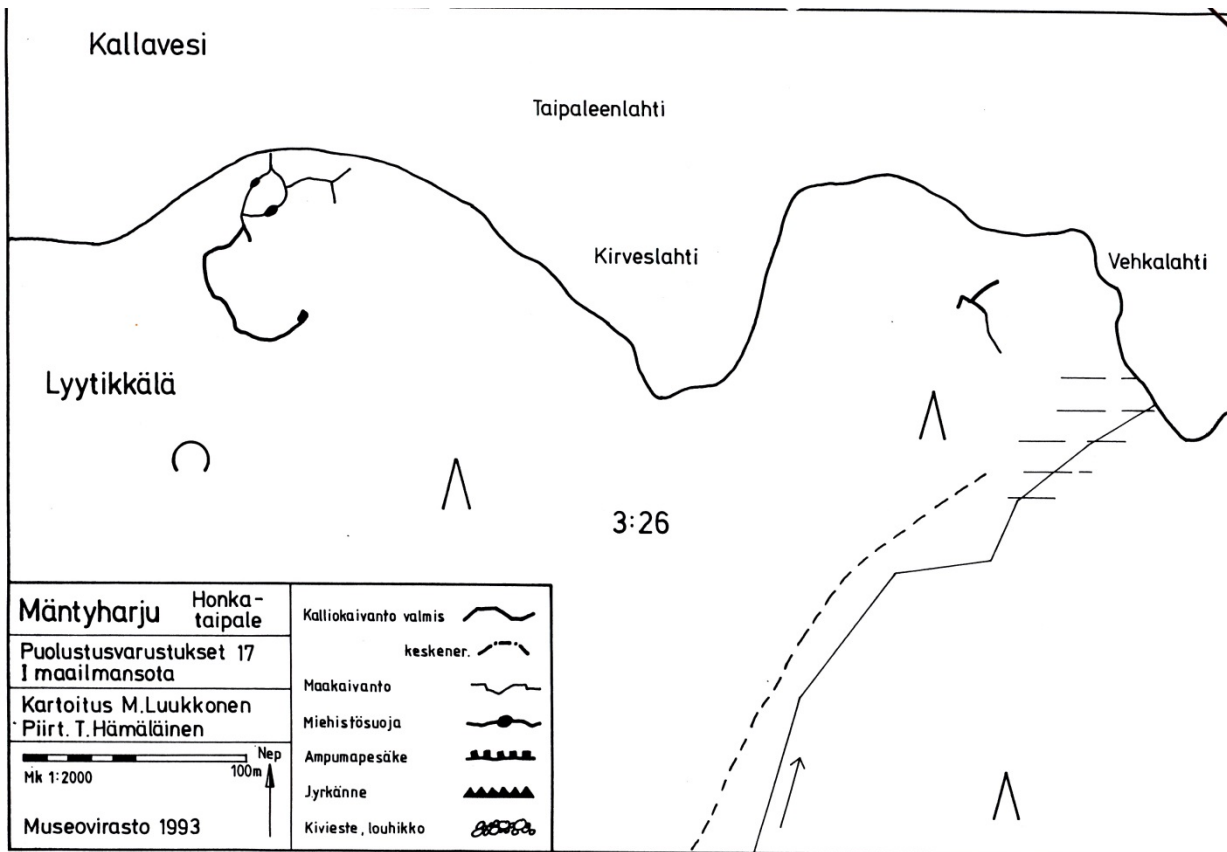 Kallavesi
Taipaleenlahti
Kirveslahti
Vehkalahti
Lyytikkälä
3:26
Mäntyharju Honka-
taipale
Puolustusvarustukset 17
I maailmansota
Kartoitus M.Luukkonen
Piirt. T.Hämäläinen
Nep
100m
Mk 1:2000
Museovirasto 1993
Kalliokaivanto valmis
keskener.
Maakaivanto
Miehistösuoja
Ampumapesäke
Jyrkänne
Kivieste, louhikko